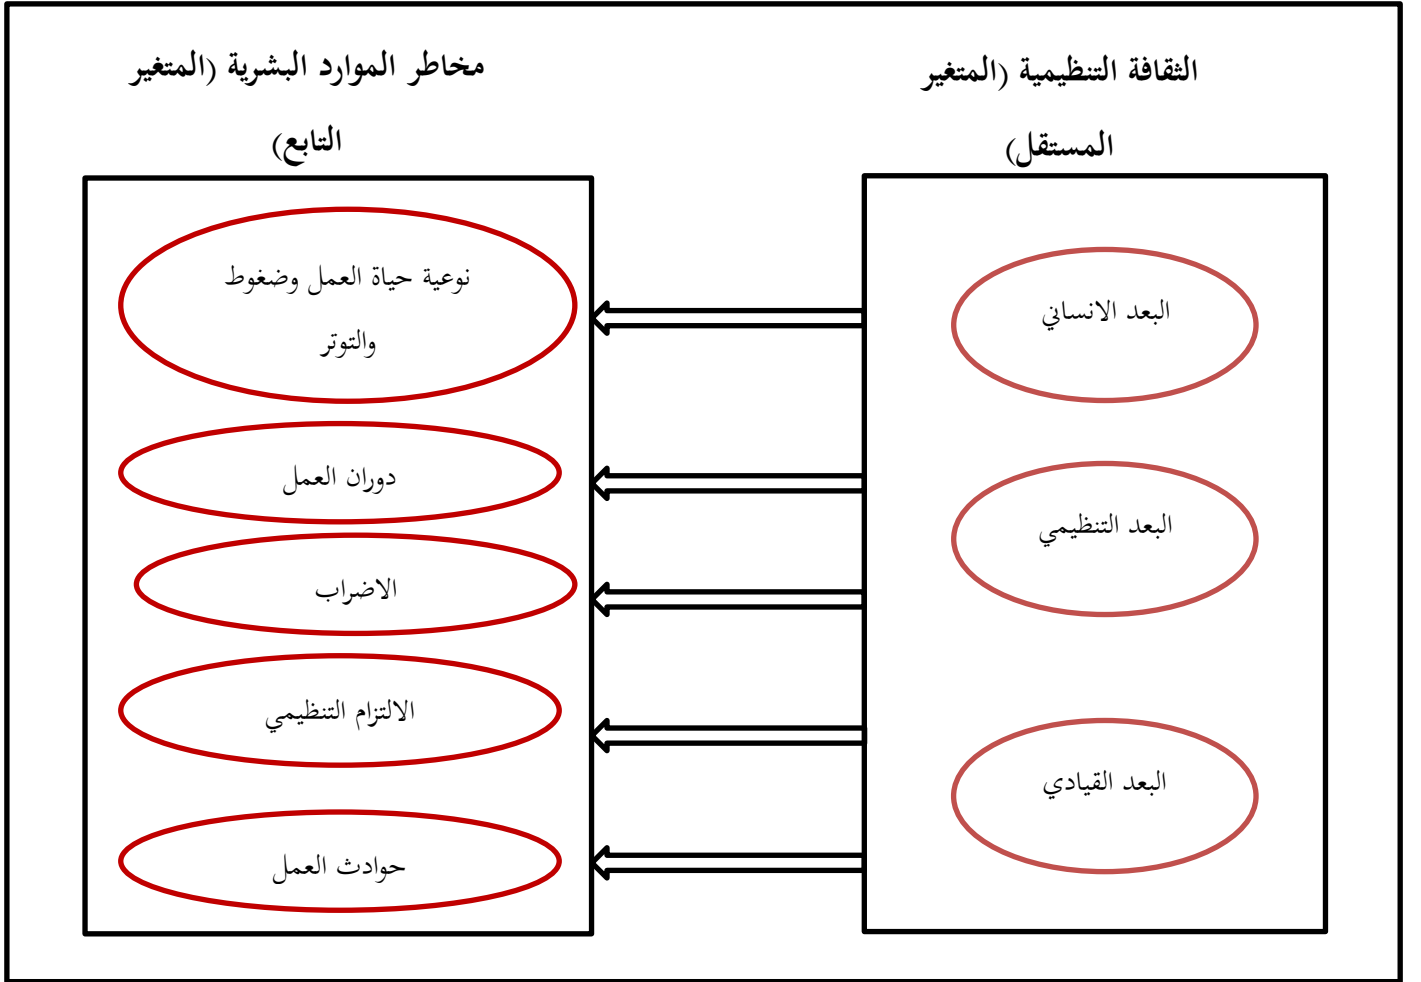 الثقافة التنظيمية (المتغير
المستقل)
البعد الانساني
البعد التنظيمي
البعد القيادي
مخاطر الموارد البشرية (المتغير
التابع)
نوعية حياة العمل وضغوط
والتوتر
دوران العمل
الاضراب
الالتزام التنظيمي
حوادث العمل